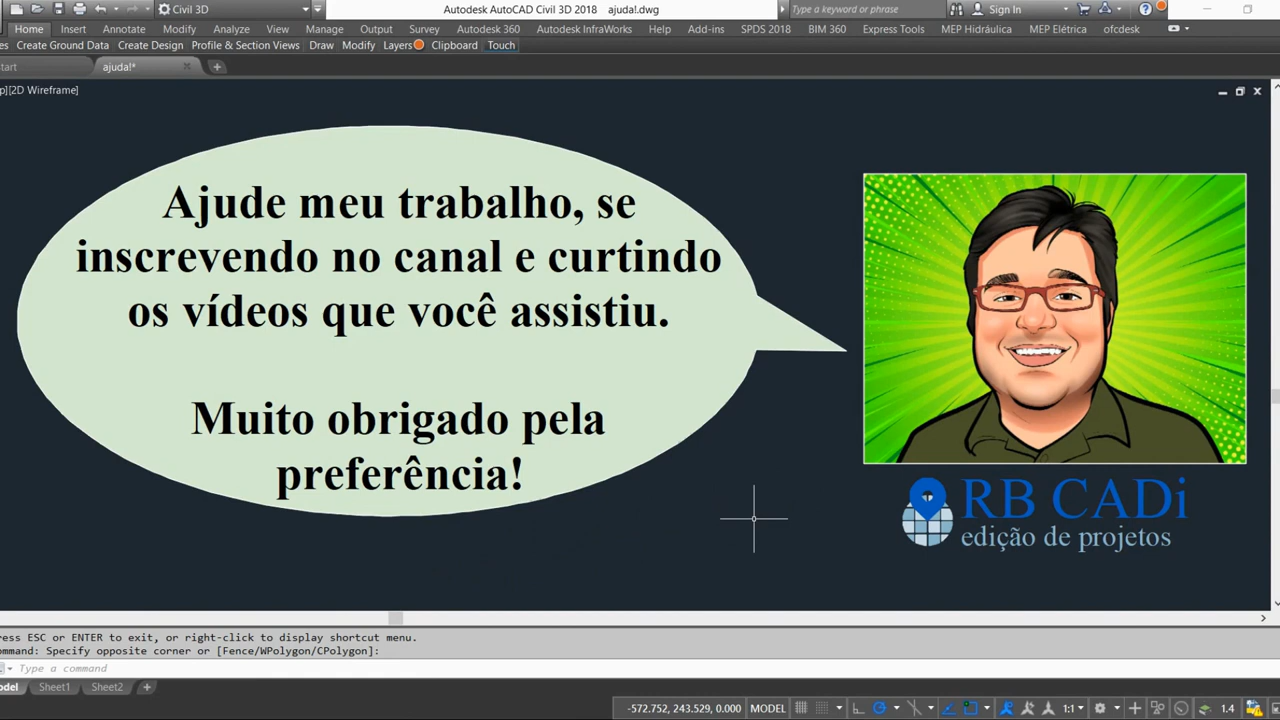 Civil 3D
Autodesk AutoCAD Civil 3D 2018 ajuda!.dwg
Type a keyword or phrase
Sign In
Home Insert Annotate Modify Analyze View Manage Output Survey Autodesk 360 Autodesk InfraWorks Help Add-ins SPDS 2018 BIM 360 Express Tools MEP Hidráulica MEP Elétrica ofcdesk
Create Ground Data Create Design Profile & Section Views Draw Modify Layers Clipboard Touch
ajuda!*
[2D Wireframe]
Ajude meu trabalho, se
inscrevendo no canal e curtindo
os vídeos que você assistiu.
Muito obrigado pela
preferência!
RB CADi
edição de projetos
ress ESC or ENTER to exit, or right-click to display shortcut menu.
ommand: Specify opposite corner or [Fence/WPolygon/CPolygon]:
Type a command
odel Sheet1 Sheet2
-572.752, 243.529, 0.000 MODEL 1:1 1.4